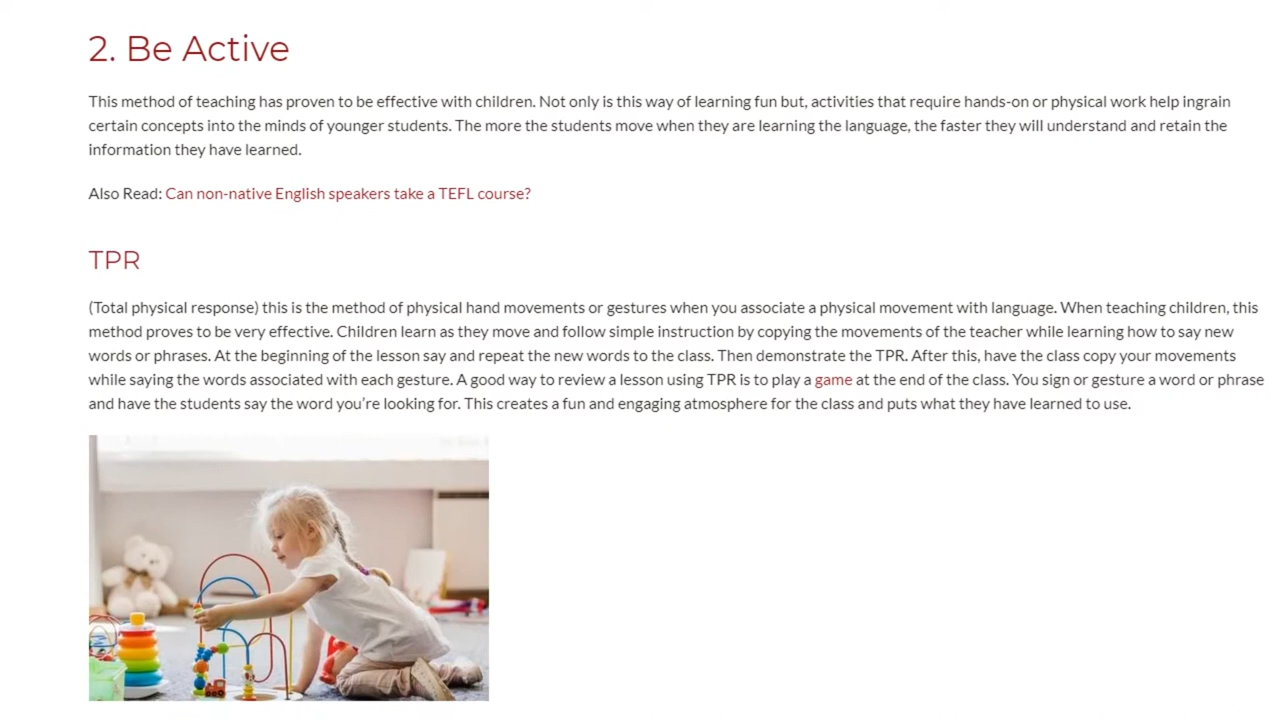 2. Be Active
This method of teaching has proven to be effective with children. Not only is this way of learning fun but, activities that require hands-on or physical work help ingrain
certain concepts into the minds of younger students. The more the students move when they are learning the language, the faster they will understand and retain the
information they have learned.
Also Read: Can non-native English speakers take a TEFL course?
TPR
(Total physical response) this is the method of physical hand movements or gestures when you associate a physical movement with language. When teaching children, this
method proves to be very effective. Children learn as they move and follow simple instruction by copying the movements of the teacher while learning how to say new
words or phrases. At the beginning of the lesson say and repeat the new words to the class. Then demonstrate the TPR. After this, have the class copy your movements
while saying the words associated with each gesture. A good way to review a lesson using TPR is to play a game at the end of the class. You sign or gesture a word or phrase
and have the students say the word you’re looking for. This creates a fun and engaging atmosphere for the class and puts what they have learned to use.